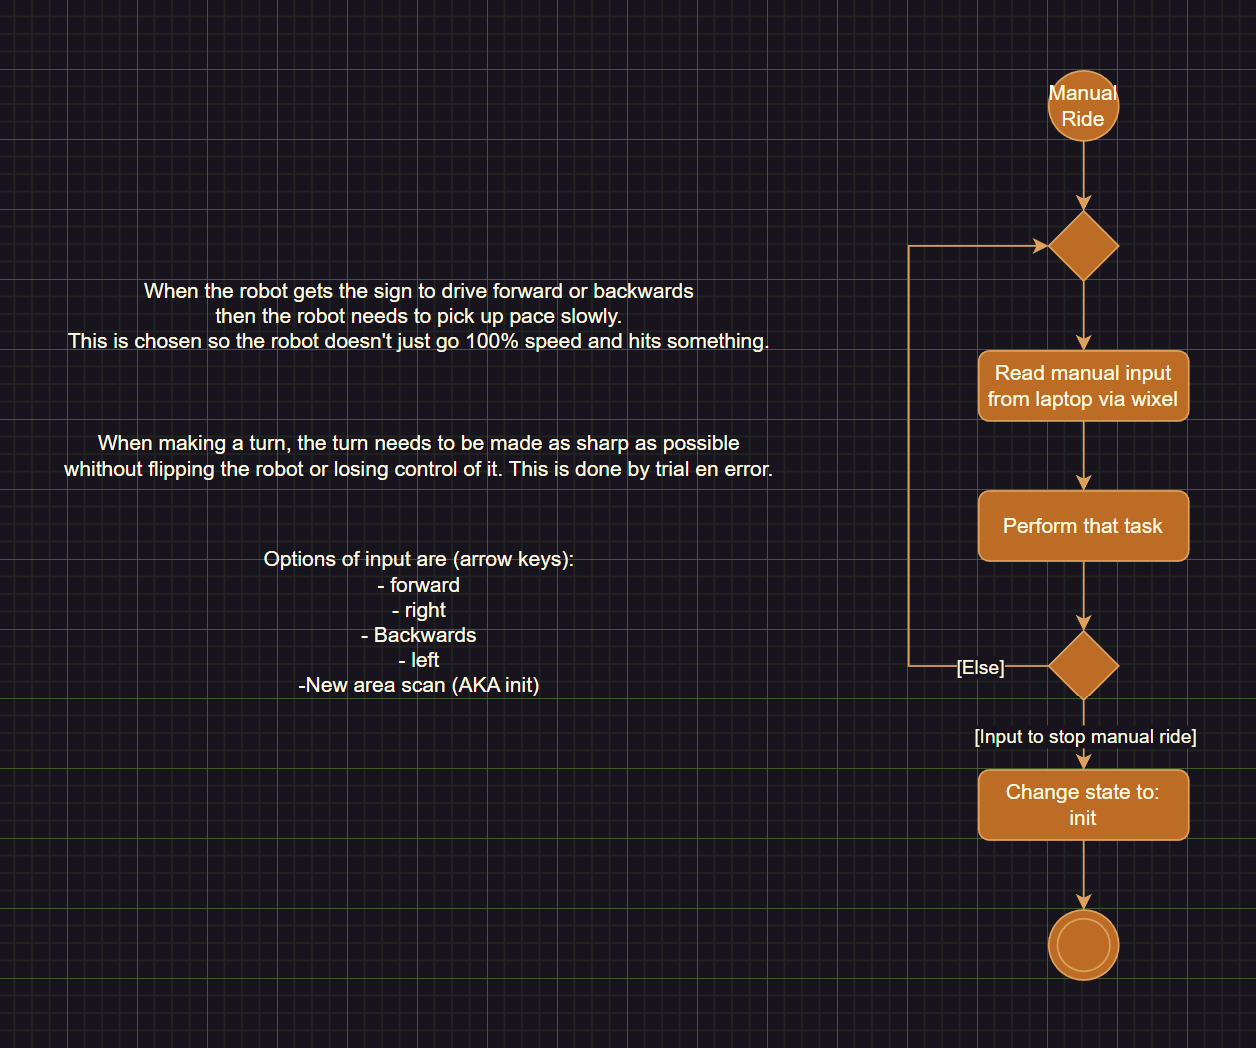 When the robot gets the sign to drive forward or backwards
then the robot needs to pick up pace slowly.
This is chosen so the robot doesn't just go 100% speed and hits something.
When making a turn, the turn needs to be made as sharp as possible
whithout flipping the robot or losing control of it. This is done by trial en error.
Options of input are (arrow keys):
- forward
- right
- Backwards
- left
-New area scan (AKA init)
Manual
Ride
Read manual input
from laptop via wixel
Perform that task
[Else]
[Input to stop manual ride]
Change state to:
init